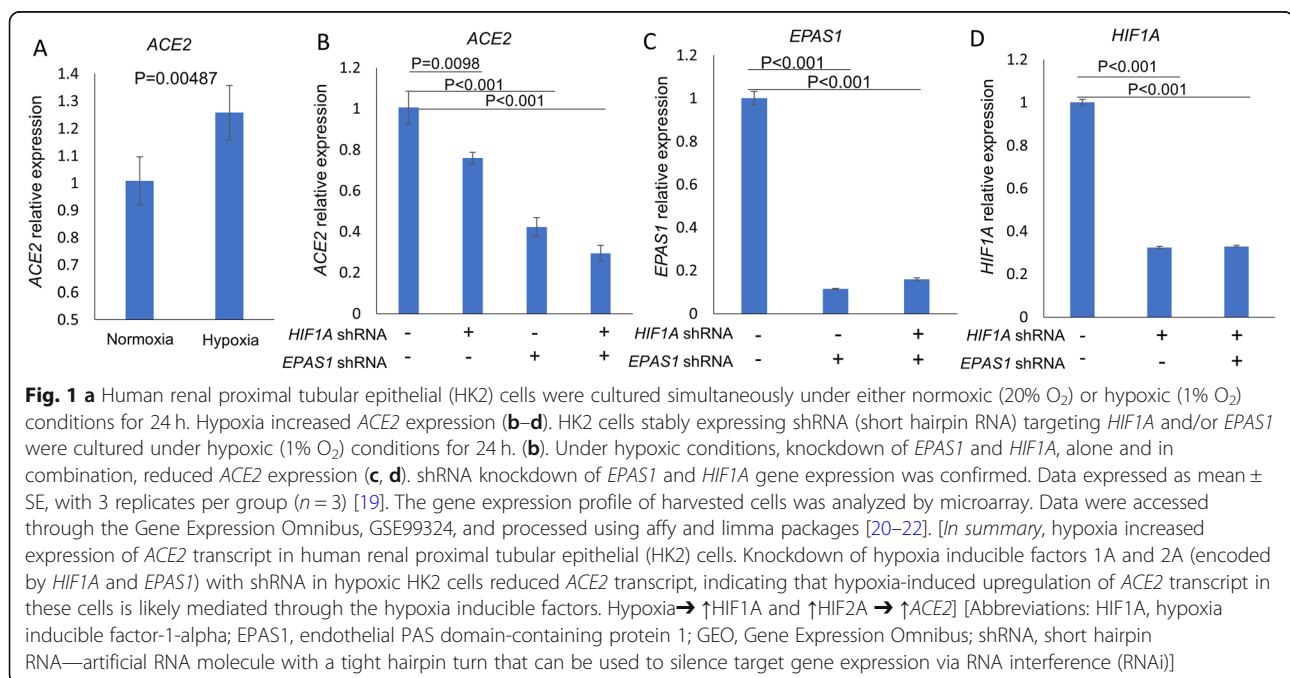 A
ACE2
P=0.00487
ACE2 relative expression
1.4
1.3
1.2
1.1
1
0.9
0.8
0.7
0.6
0.5
Normoxia Hypoxia
B
ACE2
P=0.0098
P<0.001
P<0.001
ACE2 relative expression
1.2
1
0.8
0.6
0.4
0.2
0
HIF1A shRNA - + - +
EPAS1 shRNA - - + +
C
EPAS1
P<0.001
P<0.001
EPAS1 relative expression
1.2
1
0.8
0.6
0.4
0.2
0
HIF1A shRNA - - +
EPAS1 shRNA - + +
D
HIF1A
P<0.001
P<0.001
HIF1A relative expression
1.2
1
0.8
0.6
0.4
0.2
0
HIF1A shRNA - + +
EPAS1 shRNA - - +
Fig. 1 a Human renal proximal tubular epithelial (HK2) cells were cultured simultaneously under either normoxic (20% O₂) or hypoxic (1% O₂)
conditions for 24 h. Hypoxia increased ACE2 expression (b–d). HK2 cells stably expressing shRNA (short hairpin RNA) targeting HIF1A and/or EPAS1
were cultured under hypoxic (1% O₂) conditions for 24 h. (b). Under hypoxic conditions, knockdown of EPAS1 and HIF1A, alone and in
combination, reduced ACE2 expression (c, d). shRNA knockdown of EPAS1 and HIF1A gene expression was confirmed. Data expressed as mean ±
SE, with 3 replicates per group (n = 3) [19]. The gene expression profile of harvested cells was analyzed by microarray. Data were accessed
through the Gene Expression Omnibus, GSE99324, and processed using affy and limma packages [20–22]. [In summary, hypoxia increased
expression of ACE2 transcript in human renal proximal tubular epithelial (HK2) cells. Knockdown of hypoxia inducible factors 1A and 2A (encoded
by HIF1A and EPAS1) with shRNA in hypoxic HK2 cells reduced ACE2 transcript, indicating that hypoxia-induced upregulation of ACE2 transcript in
these cells is likely mediated through the hypoxia inducible factors. Hypoxia➔ ↑HIF1A and ↑HIF2A ➔ ↑ACE2] [Abbreviations: HIF1A, hypoxia
inducible factor-1-alpha; EPAS1, endothelial PAS domain-containing protein 1; GEO, Gene Expression Omnibus; shRNA, short hairpin
RNA—artificial RNA molecule with a tight hairpin turn that can be used to silence target gene expression via RNA interference (RNAi)]